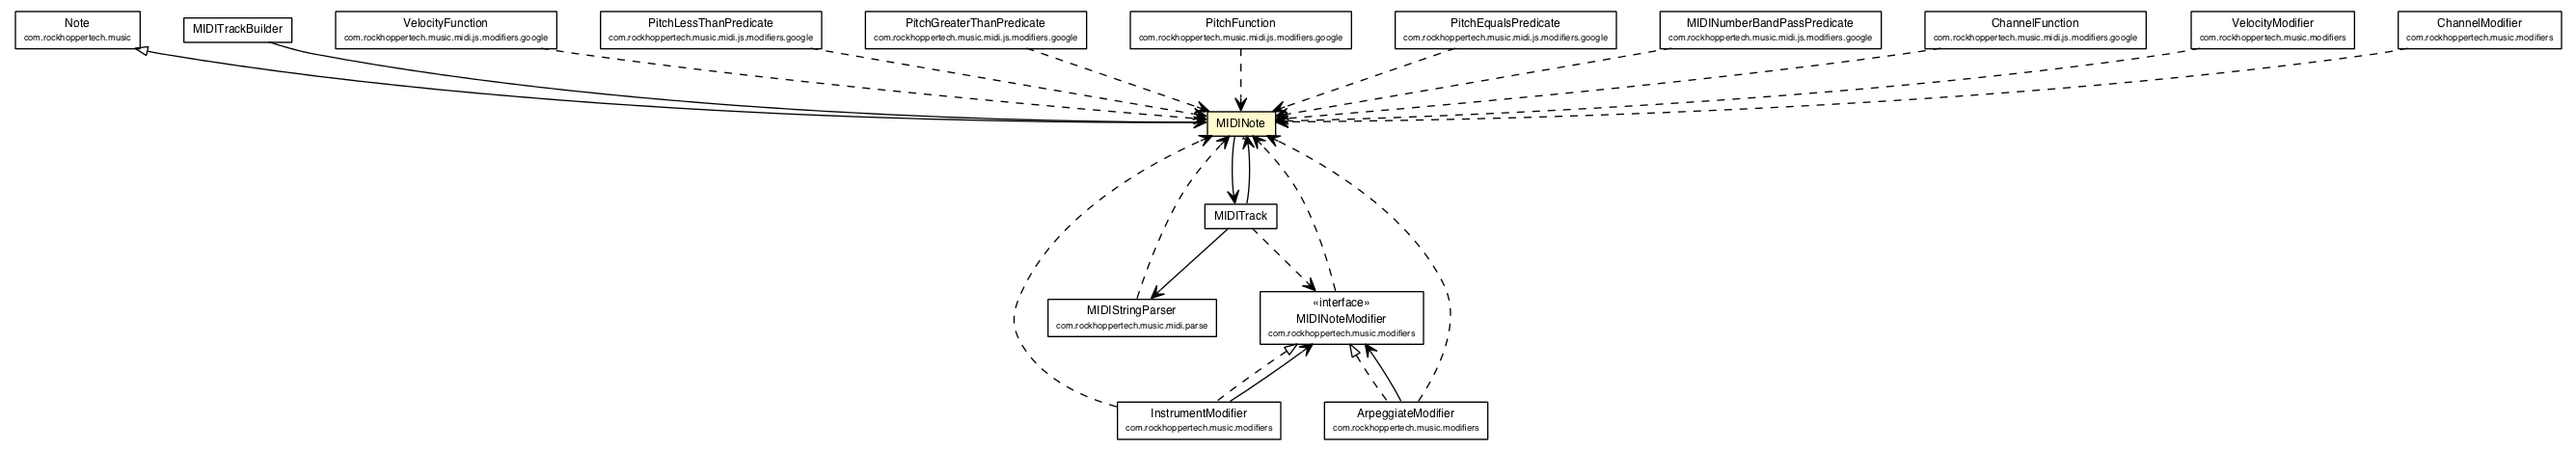 Note
com.rockhoppertech.music
MIDITrackBuilder
VelocityFunction
com.rockhoppertech.music.midi.js.modifiers.google
PitchLessThanPredicate
com.rockhoppertech.music.midi.js.modifiers.google
PitchGreaterThanPredicate
com.rockhoppertech.music.midi.js.modifiers.google
PitchFunction
com.rockhoppertech.music.midi.js.modifiers.google
PitchEqualsPredicate
com.rockhoppertech.music.midi.js.modifiers.google
MIDINumberBandPassPredicate
com.rockhoppertech.music.midi.js.modifiers.google
ChannelFunction
com.rockhoppertech.music.midi.js.modifiers.google
VelocityModifier
com.rockhoppertech.music.modifiers
ChannelModifier
com.rockhoppertech.music.modifiers
MIDINote
MIDITrack
MIDIStringParser
com.rockhoppertech.music.midi.parse
«interface»
MIDINoteModifier
com.rockhoppertech.music.modifiers
InstrumentModifier
com.rockhoppertech.music.modifiers
ArpeggiateModifier
com.rockhoppertech.music.modifiers